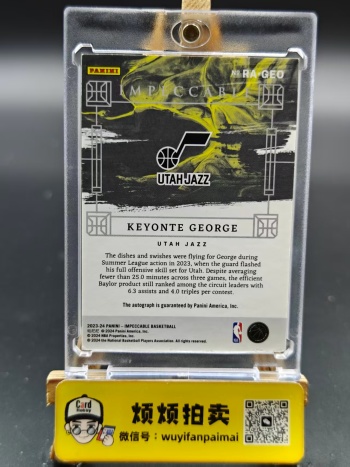 PANINI
No. RA-GEO
IMPECCABLE
UTAH JAZZ
KEYONTE GEORGE
UTAH JAZZ
The dishes and swishes were flying for George during
Summer League action in 2023, when the guard flashed
his full offensive skill set for Utah. Despite averaging
fewer than 25.0 minutes across three games, the efficient
Baylor product still ranked among the circuit leaders with
6.3 assists and 4.0 triples per contest.
The autograph is guaranteed by Panini America, Inc.
2023-24 PANINI – IMPECCABLE BASKETBALL
© 2024 Panini America, Inc.
© 2024 NBA Properties, Inc.
© 2024 the National Basketball Players Association. All rights reserved.
Card
烦烦拍卖
微信号：wuyifanpaimai